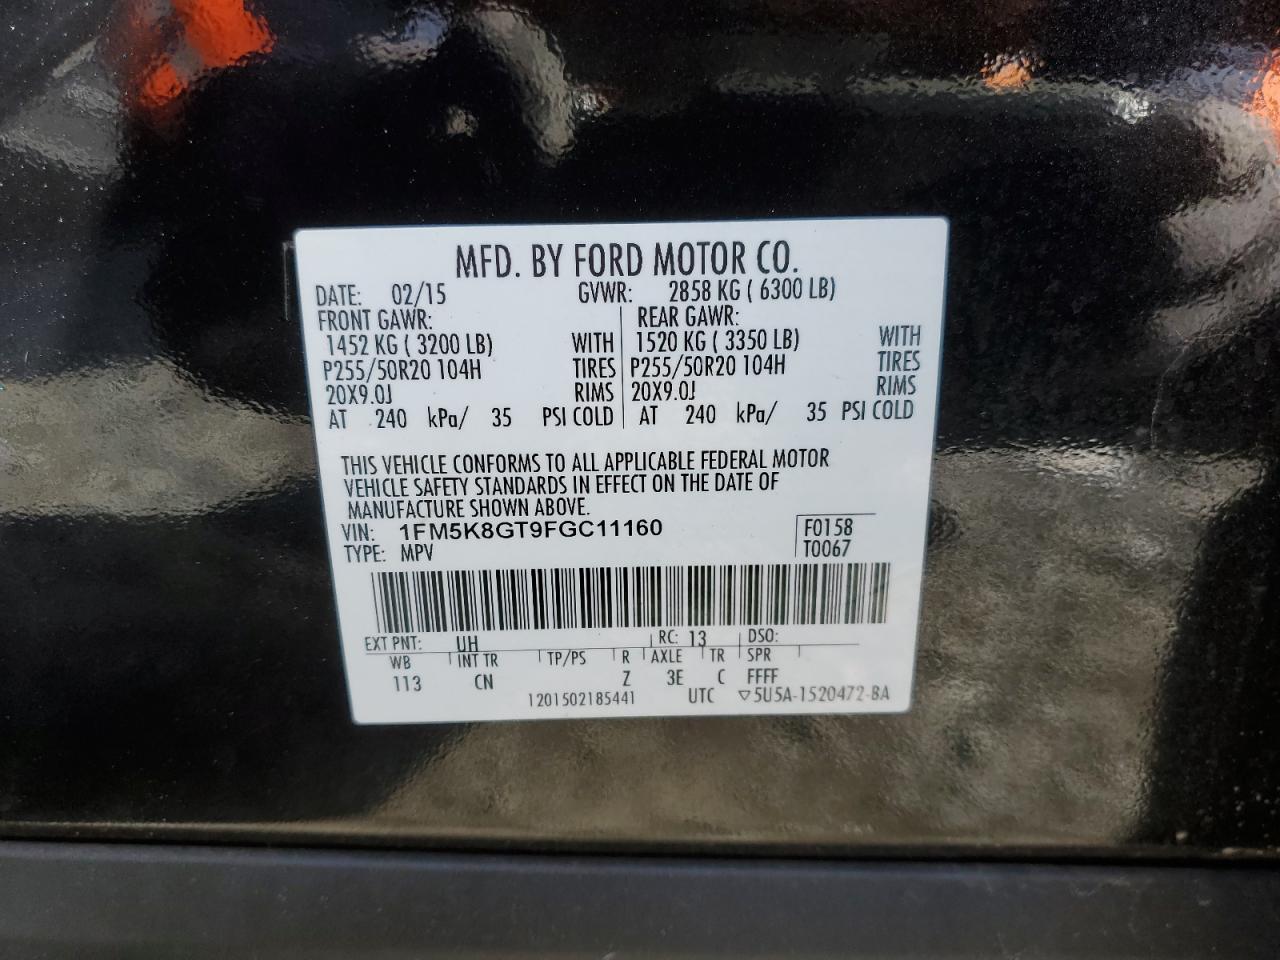 MFD. BY FORD MOTOR CO.
DATE: 02/15 GVWR: 2858 KG ( 6300 LB)
FRONT GAWR: REAR GAWR:
1452 KG ( 3200 LB) WITH 1520 KG ( 3350 LB) WITH
P255/50R20 104H TIRES P255/50R20 104H TIRES
20X9.0J RIMS 20X9.0J RIMS
AT 240 kPa/ 35 PSI COLD AT 240 kPa/ 35 PSI COLD
THIS VEHICLE CONFORMS TO ALL APPLICABLE FEDERAL MOTOR
VEHICLE SAFETY STANDARDS IN EFFECT ON THE DATE OF
MANUFACTURE SHOWN ABOVE.
VIN: 1FM5K8GT9FGC11160 F0158
TYPE: MPV T0067
EXT PNT: UH RC: 13 DSO:
WB INT TR TP/PS R AXLE TR SPR
113 CN Z 3E C FFFF
1201502185441 UTC ▽5U5A-1520472-BA